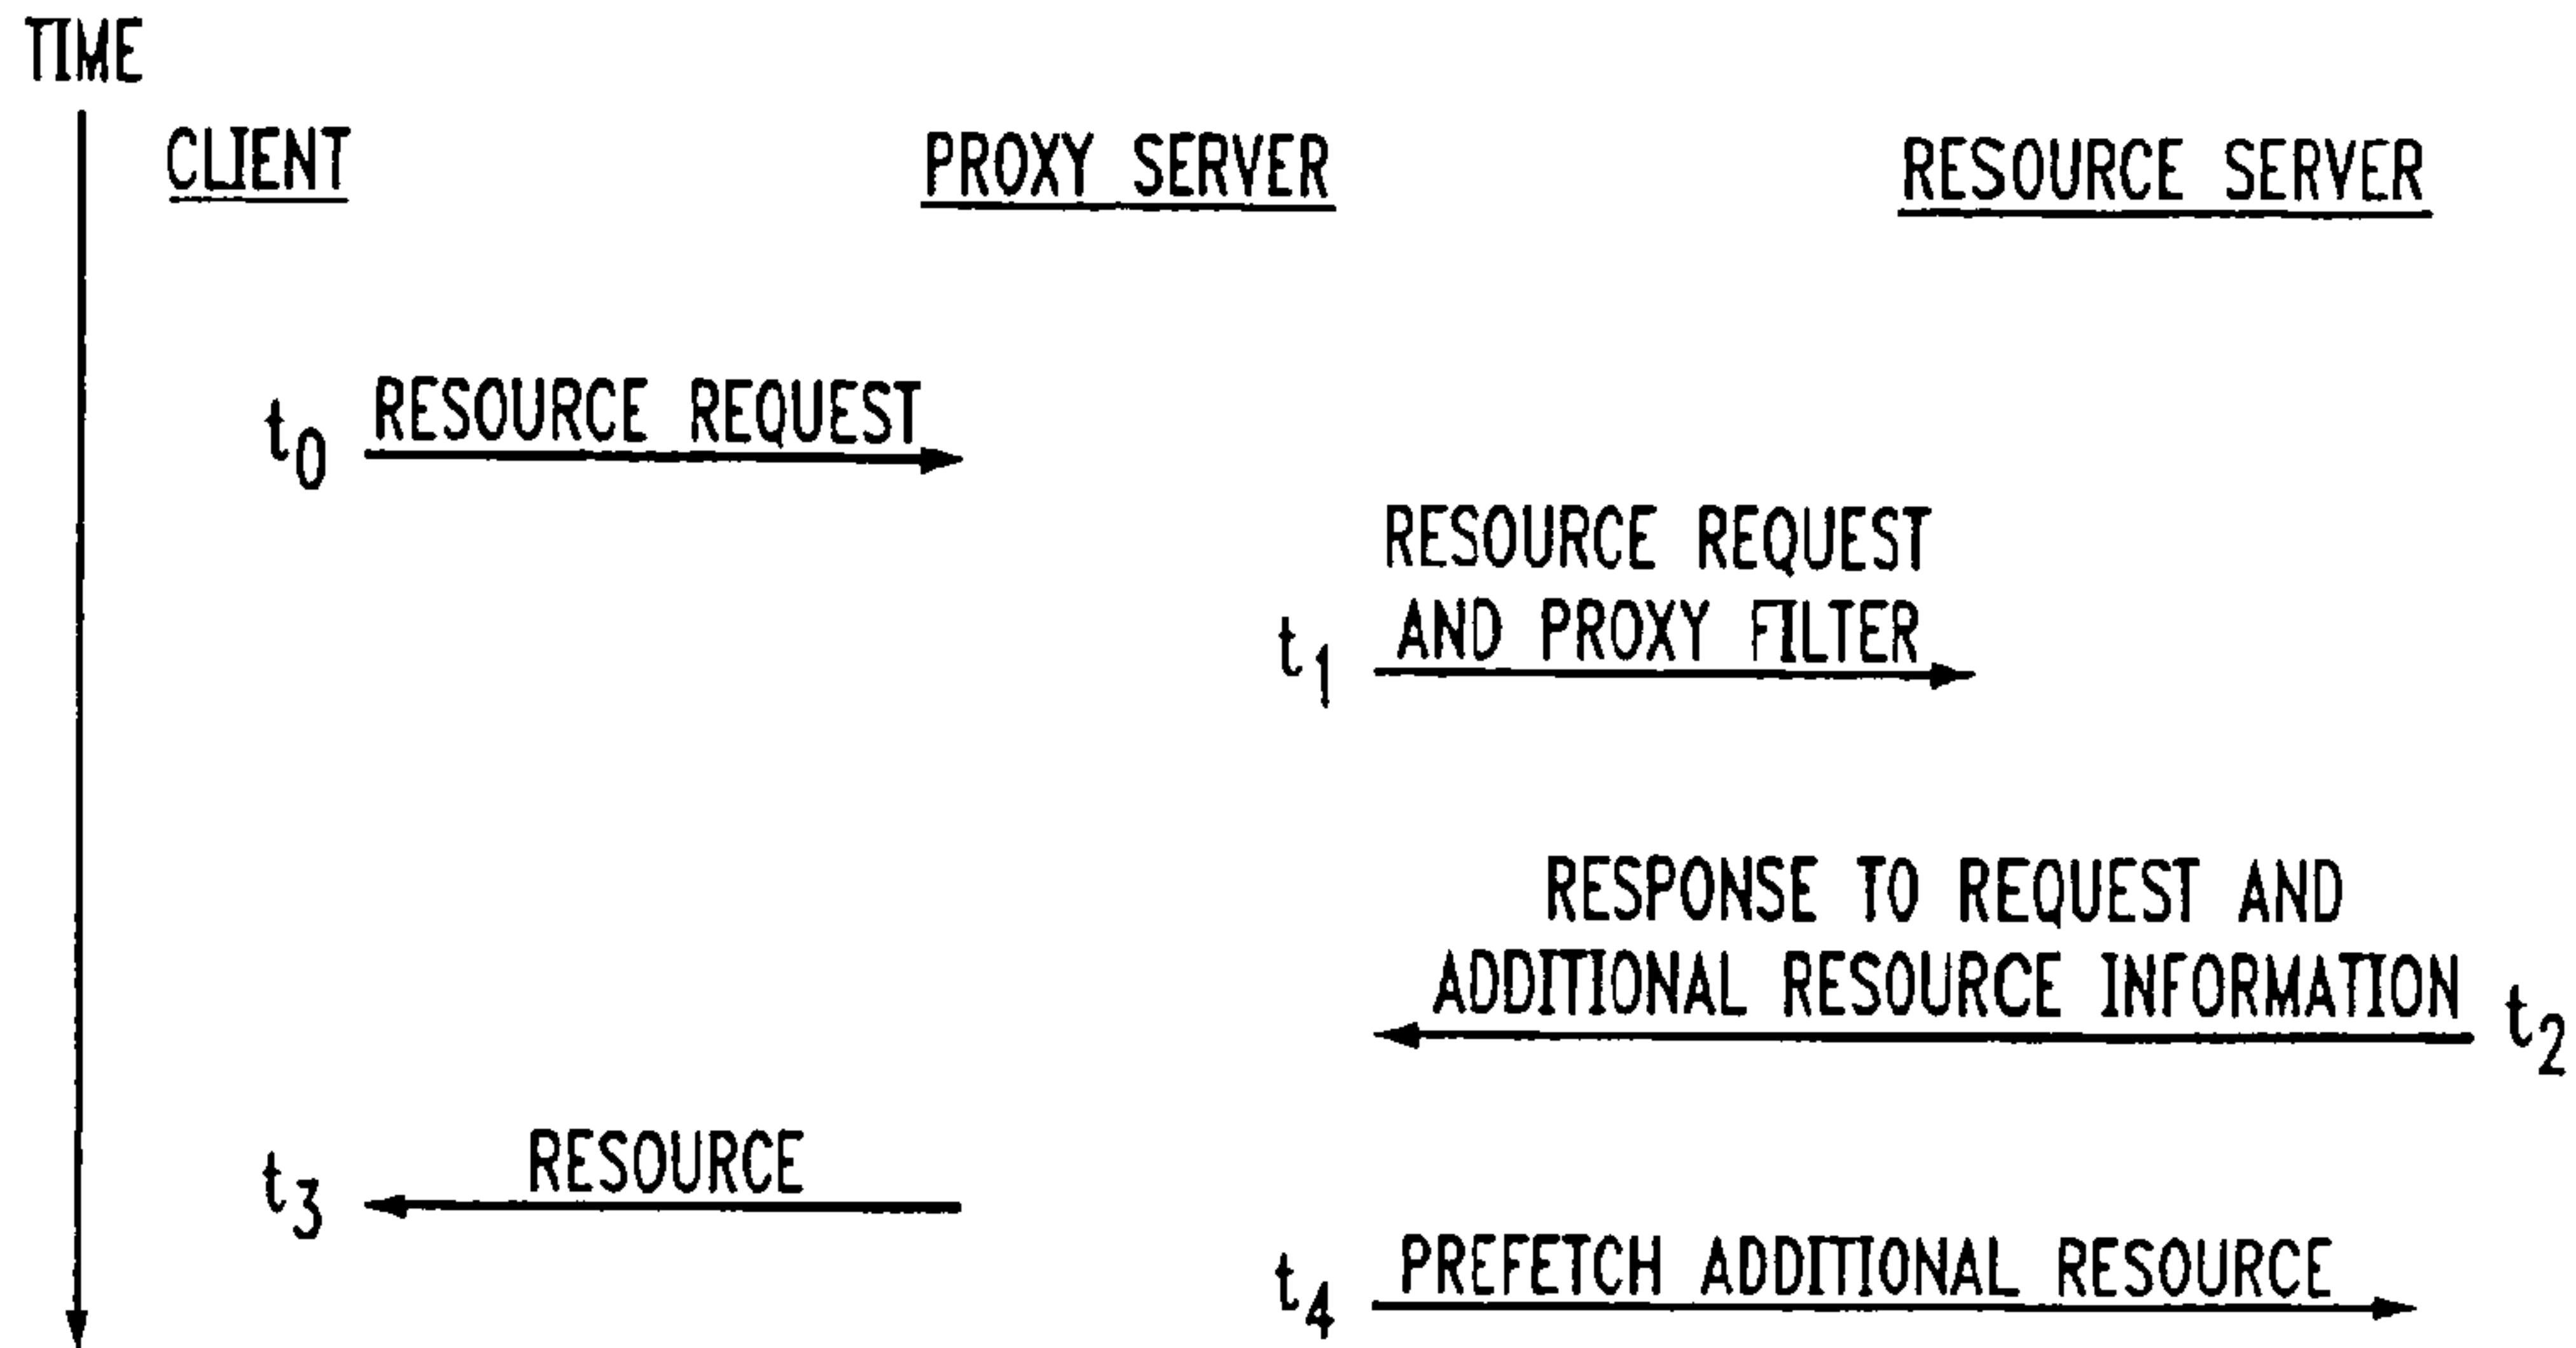 TIME
CLIENT
PROXY SERVER
RESOURCE SERVER
t0 RESOURCE REQUEST
RESOURCE REQUEST
t1 AND PROXY FILTER
RESPONSE TO REQUEST AND
ADDITIONAL RESOURCE INFORMATION t2
t3 RESOURCE
t4 PREFETCH ADDITIONAL RESOURCE